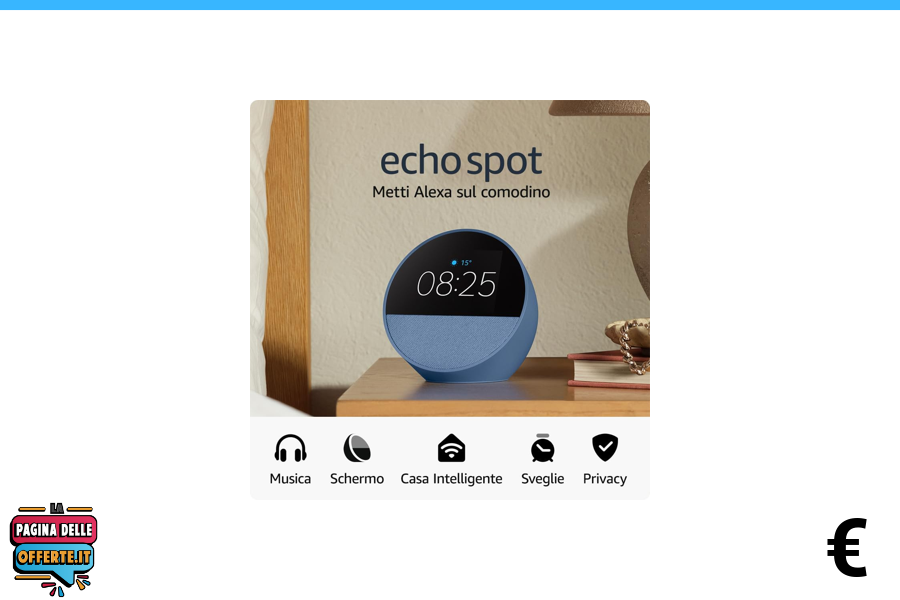 echo spot
Metti Alexa sul comodino
15°
08:25
Musica Schermo Casa Intelligente Sveglie Privacy
LA
PAGINA DELLE
OFFERTE.IT
€